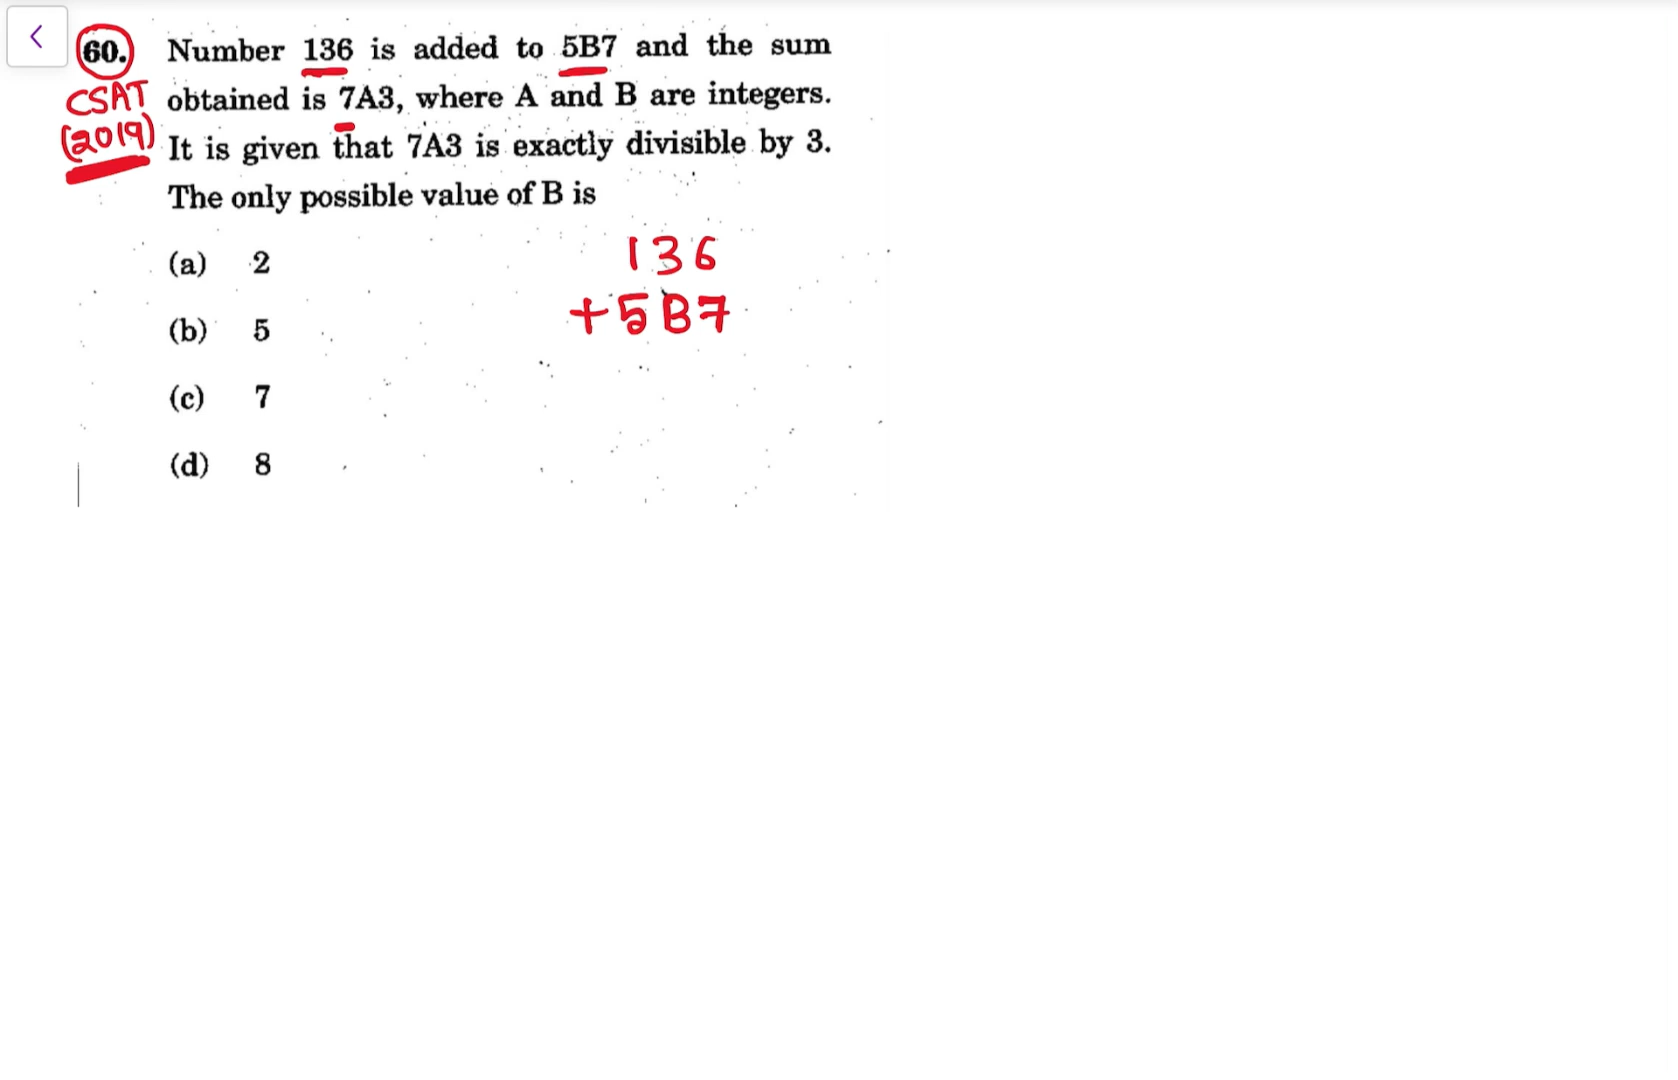 60. Number 136 is added to 5B7 and the sum
CSAT obtained is 7A3, where A and B are integers.
(2019) It is given that 7A3 is exactly divisible by 3.
The only possible value of B is
(a) 2
(b) 5
(c) 7
(d) 8
136
+5B7